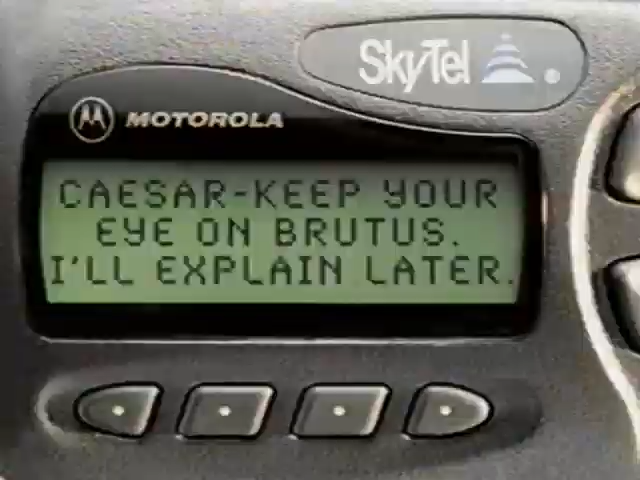 SkyTel
MOTOROLA
CAESAR-KEEP YOUR
EYE ON BRUTUS.
I'LL EXPLAIN LATER.